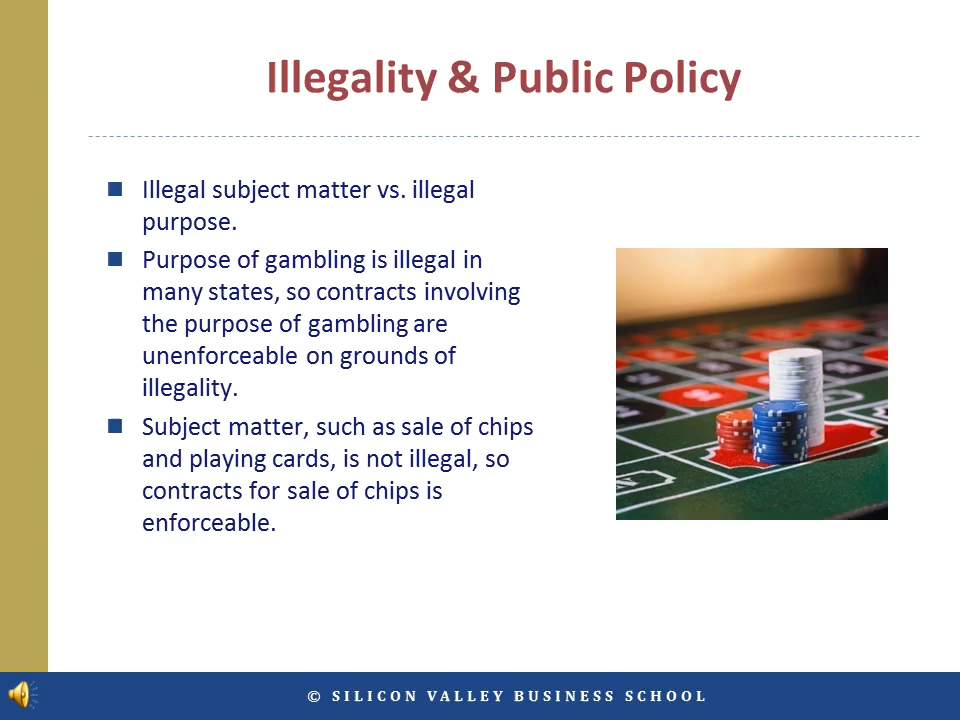 Illegality & Public Policy
Illegal subject matter vs. illegal
purpose.
Purpose of gambling is illegal in
many states, so contracts involving
the purpose of gambling are
unenforceable on grounds of
illegality.
Subject matter, such as sale of chips
and playing cards, is not illegal, so
contracts for sale of chips is
enforceable.
© SILICON VALLEY BUSINESS SCHOOL